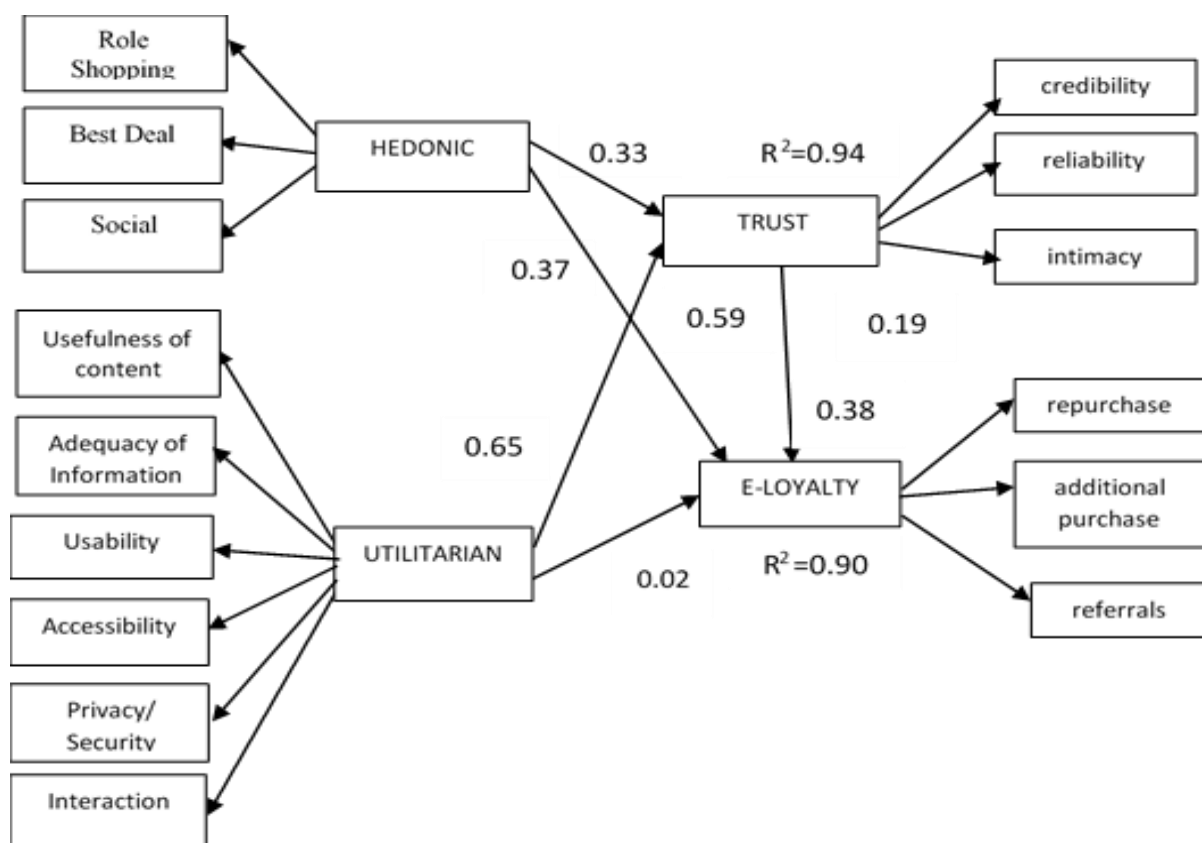 Role
Shopping
Best Deal
Social
HEDONIC
Usefulness of
content
Adequacy of
Information
Usability
Accessibility
Privacy/
Security
Interaction
UTILITARIAN
0.33
0.37
0.65
0.02
R²=0.94
TRUST
0.59
0.19
0.38
E-LOYALTY
R²=0.90
credibility
reliability
intimacy
repurchase
additional
purchase
referrals